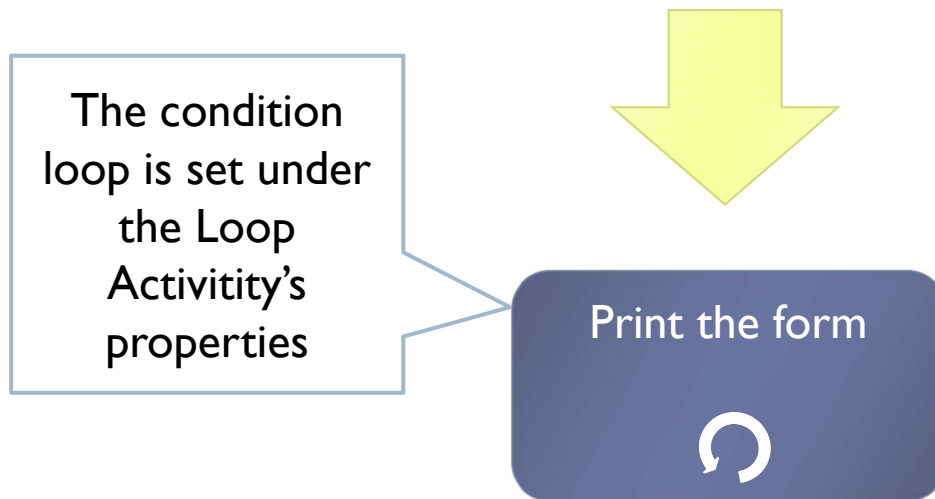 The condition
loop is set under
the Loop
Activitity’s
properties
Print the form